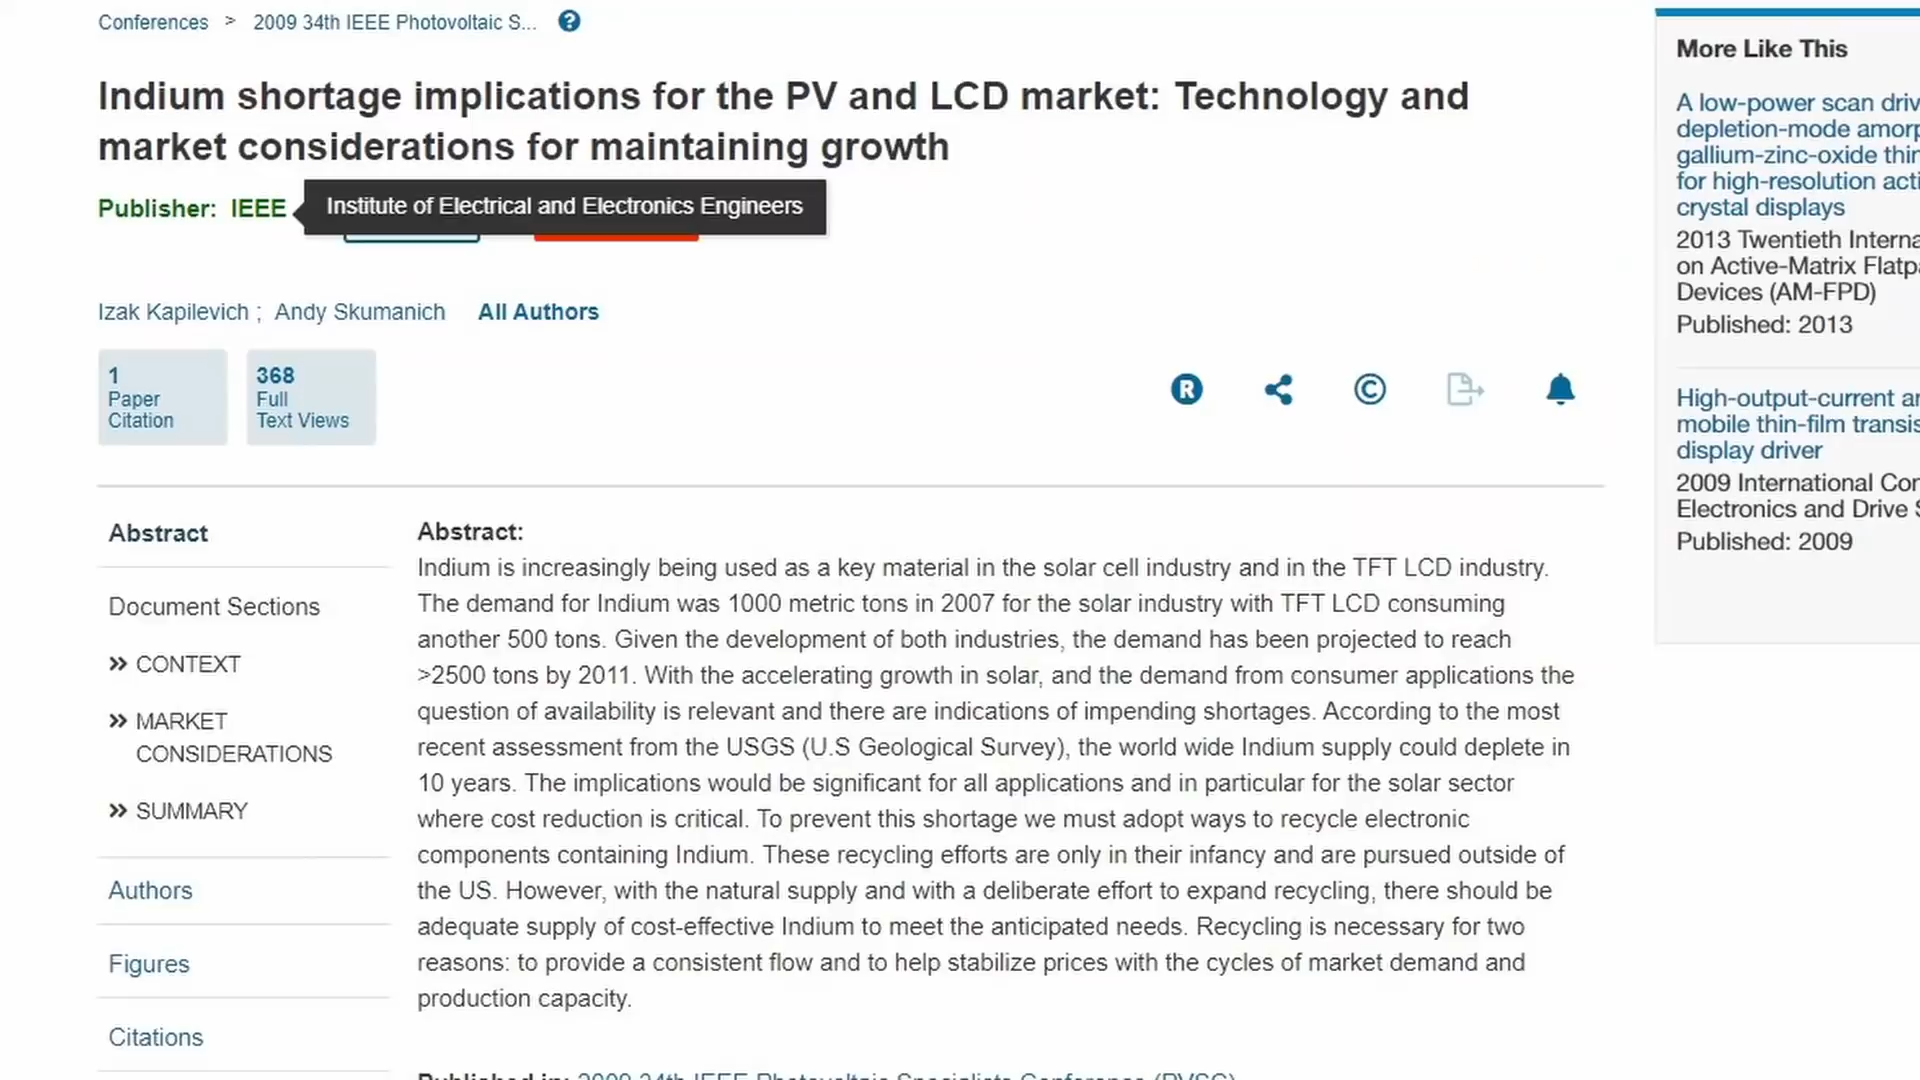 Conferences > 2009 34th IEEE Photovoltaic S... ?
Indium shortage implications for the PV and LCD market: Technology and
market considerations for maintaining growth
Publisher: IEEE
Institute of Electrical and Electronics Engineers
Izak Kapilevich ; Andy Skumanich All Authors
1
Paper
Citation
368
Full
Text Views
R
©
Abstract
Document Sections
» CONTEXT
» MARKET
CONSIDERATIONS
» SUMMARY
Authors
Figures
Citations
Abstract:
Indium is increasingly being used as a key material in the solar cell industry and in the TFT LCD industry.
The demand for Indium was 1000 metric tons in 2007 for the solar industry with TFT LCD consuming
another 500 tons. Given the development of both industries, the demand has been projected to reach
>2500 tons by 2011. With the accelerating growth in solar, and the demand from consumer applications the
question of availability is relevant and there are indications of impending shortages. According to the most
recent assessment from the USGS (U.S Geological Survey), the world wide Indium supply could deplete in
10 years. The implications would be significant for all applications and in particular for the solar sector
where cost reduction is critical. To prevent this shortage we must adopt ways to recycle electronic
components containing Indium. These recycling efforts are only in their infancy and are pursued outside of
the US. However, with the natural supply and with a deliberate effort to expand recycling, there should be
adequate supply of cost-effective Indium to meet the anticipated needs. Recycling is necessary for two
reasons: to provide a consistent flow and to help stabilize prices with the cycles of market demand and
production capacity.
Published in: 2009 34th IEEE Photovoltaic Specialists Conference (PVSC)
More Like This
A low-power scan driv
depletion-mode amorp
gallium-zinc-oxide thin
for high-resolution acti
crystal displays
2013 Twentieth Interna
on Active-Matrix Flatpa
Devices (AM-FPD)
Published: 2013
High-output-current an
mobile thin-film transis
display driver
2009 International Con
Electronics and Drive S
Published: 2009